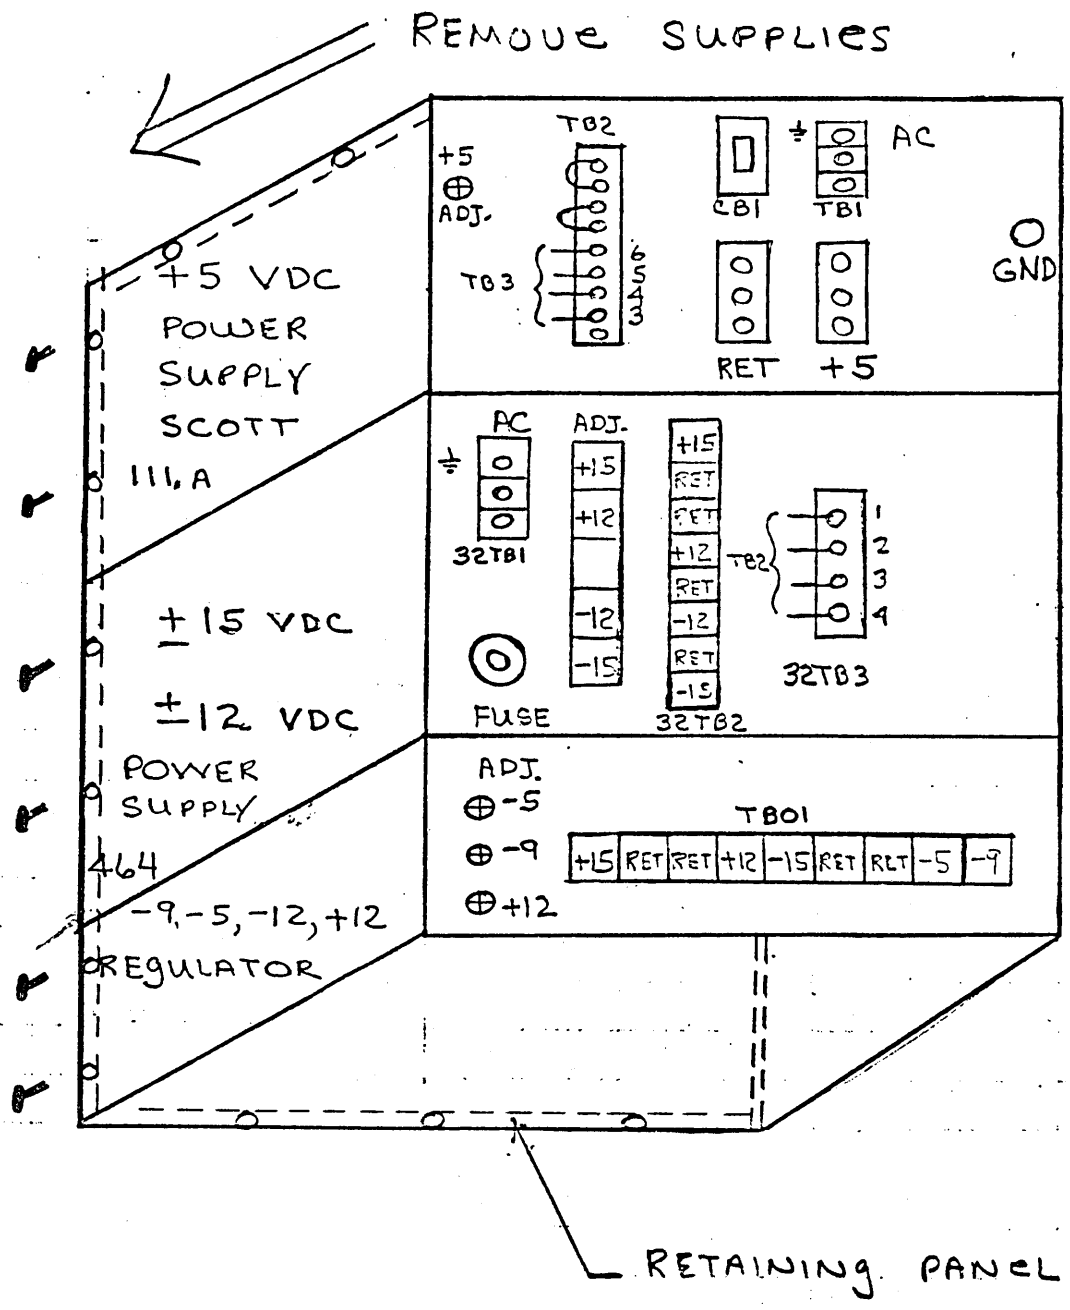 REMOVE SUPPLIES
+5
ADJ.
TB2
TB3
6
5
4
3
CB1
AC
TB1
GND
RET
+5
+5 VDC
POWER
SUPPLY
SCOTT
111.A
AC
32TB1
FUSE
ADJ.
+15
+12
-12
-15
+15
RET
RET
+12
RET
-12
RET
-15
32TB2
TB2
1
2
3
4
32TB3
± 15 VDC
± 12 VDC
POWER
SUPPLY
464
-9,-5,-12,+12
REGULATOR
ADJ.
-5
-9
+12
TB01
+15 RET RET +12 -15 RET RET -5 -9
RETAINING PANEL